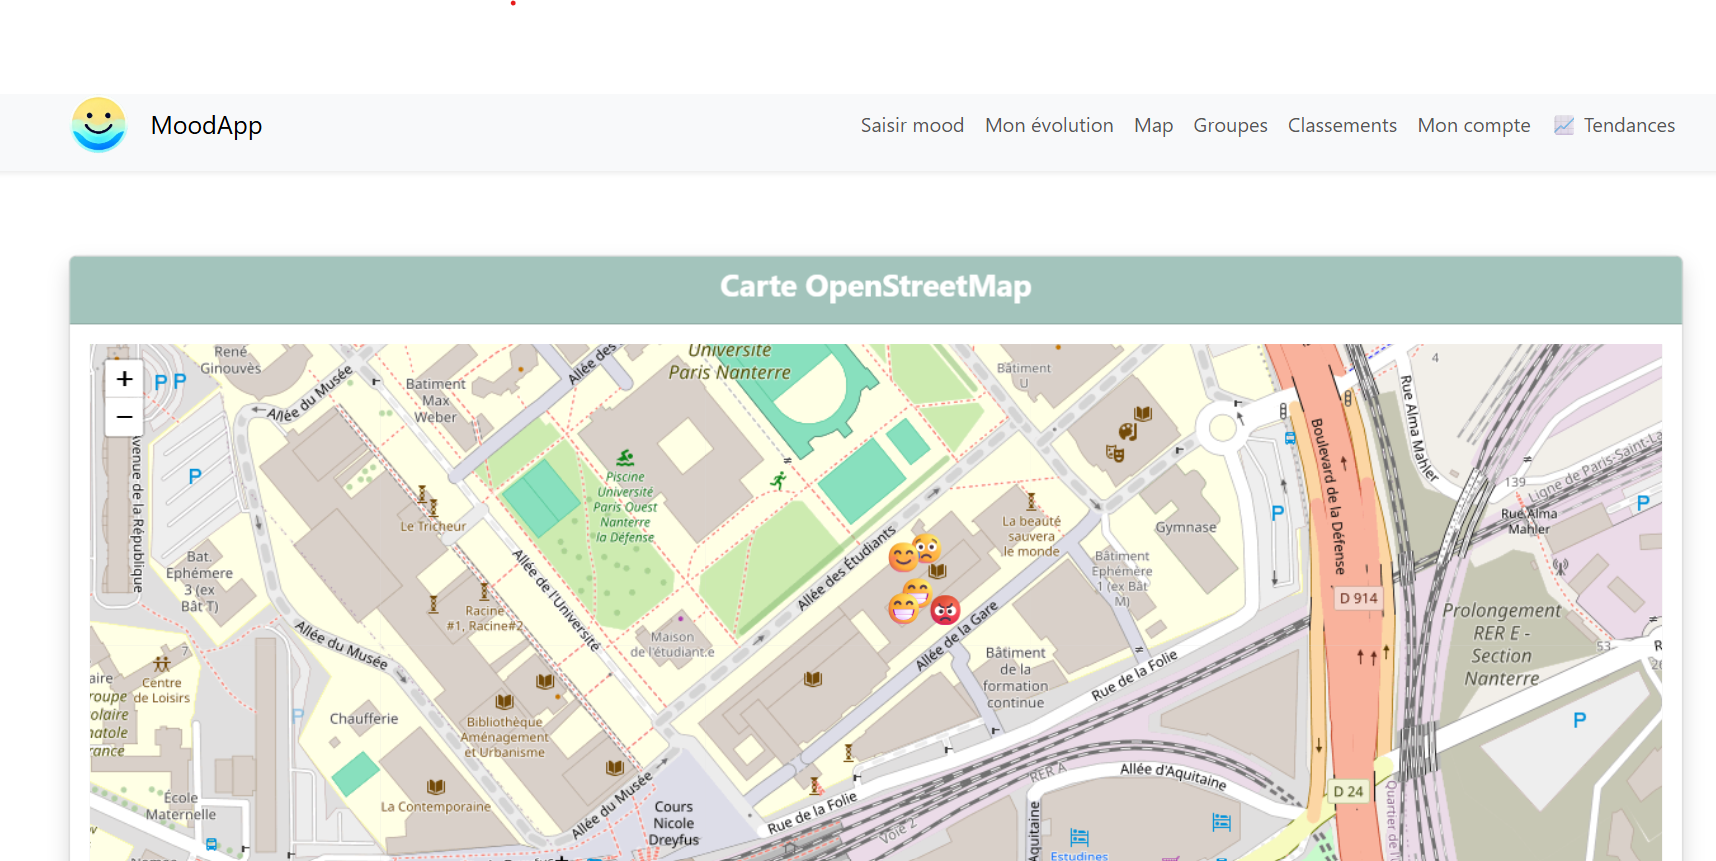 MoodApp
Saisir mood
Mon évolution
Map
Groupes
Classements
Mon compte
Tendances
Carte OpenStreetMap
+
−
René
Ginouvès
P P
Allée du Musée
Batiment
Max
Weber
Allée des
Université
Paris Nanterre
Bâtiment
U
4
Rue Alma Mahler
Boulevard de la Défense
Ligne de Paris-Saint-La
139
Rue Alma
Mahler
P
P
avenue de la République
P
Le Tricheur
Piscine
Université
Paris Ouest
Nanterre
la Défense
La beauté
sauvera
le monde
Gymnase
Bâtiment
Ephémère
1 (ex Bât
M)
Bat.
Ephémère
3 (ex
Bât T)
Allée de l'Université
Allée des Étudiants
Racine
#1, Racine#2
Allée du Musée
Maison
de l'étudiant.e
Allée de la Gare
D 914
Prolongement
RER E -
Section
Nanterre
53
7
aire
roupe
olaire
natole
rance
Centre
de Loisirs
P
Chaufferie
Bibliothèque
Aménagement
et Urbanisme
Bâtiment
de la
formation
continue
Rue de la Folie
P
La Contemporaine
École
Maternelle
Allée du Musée
Cours
Nicole
Dreyfus
Rue de la Folie
RER A
Voie 2
Allée d'Aquitaine
Aquitaine
D 24
Quartier de l'
Estudines